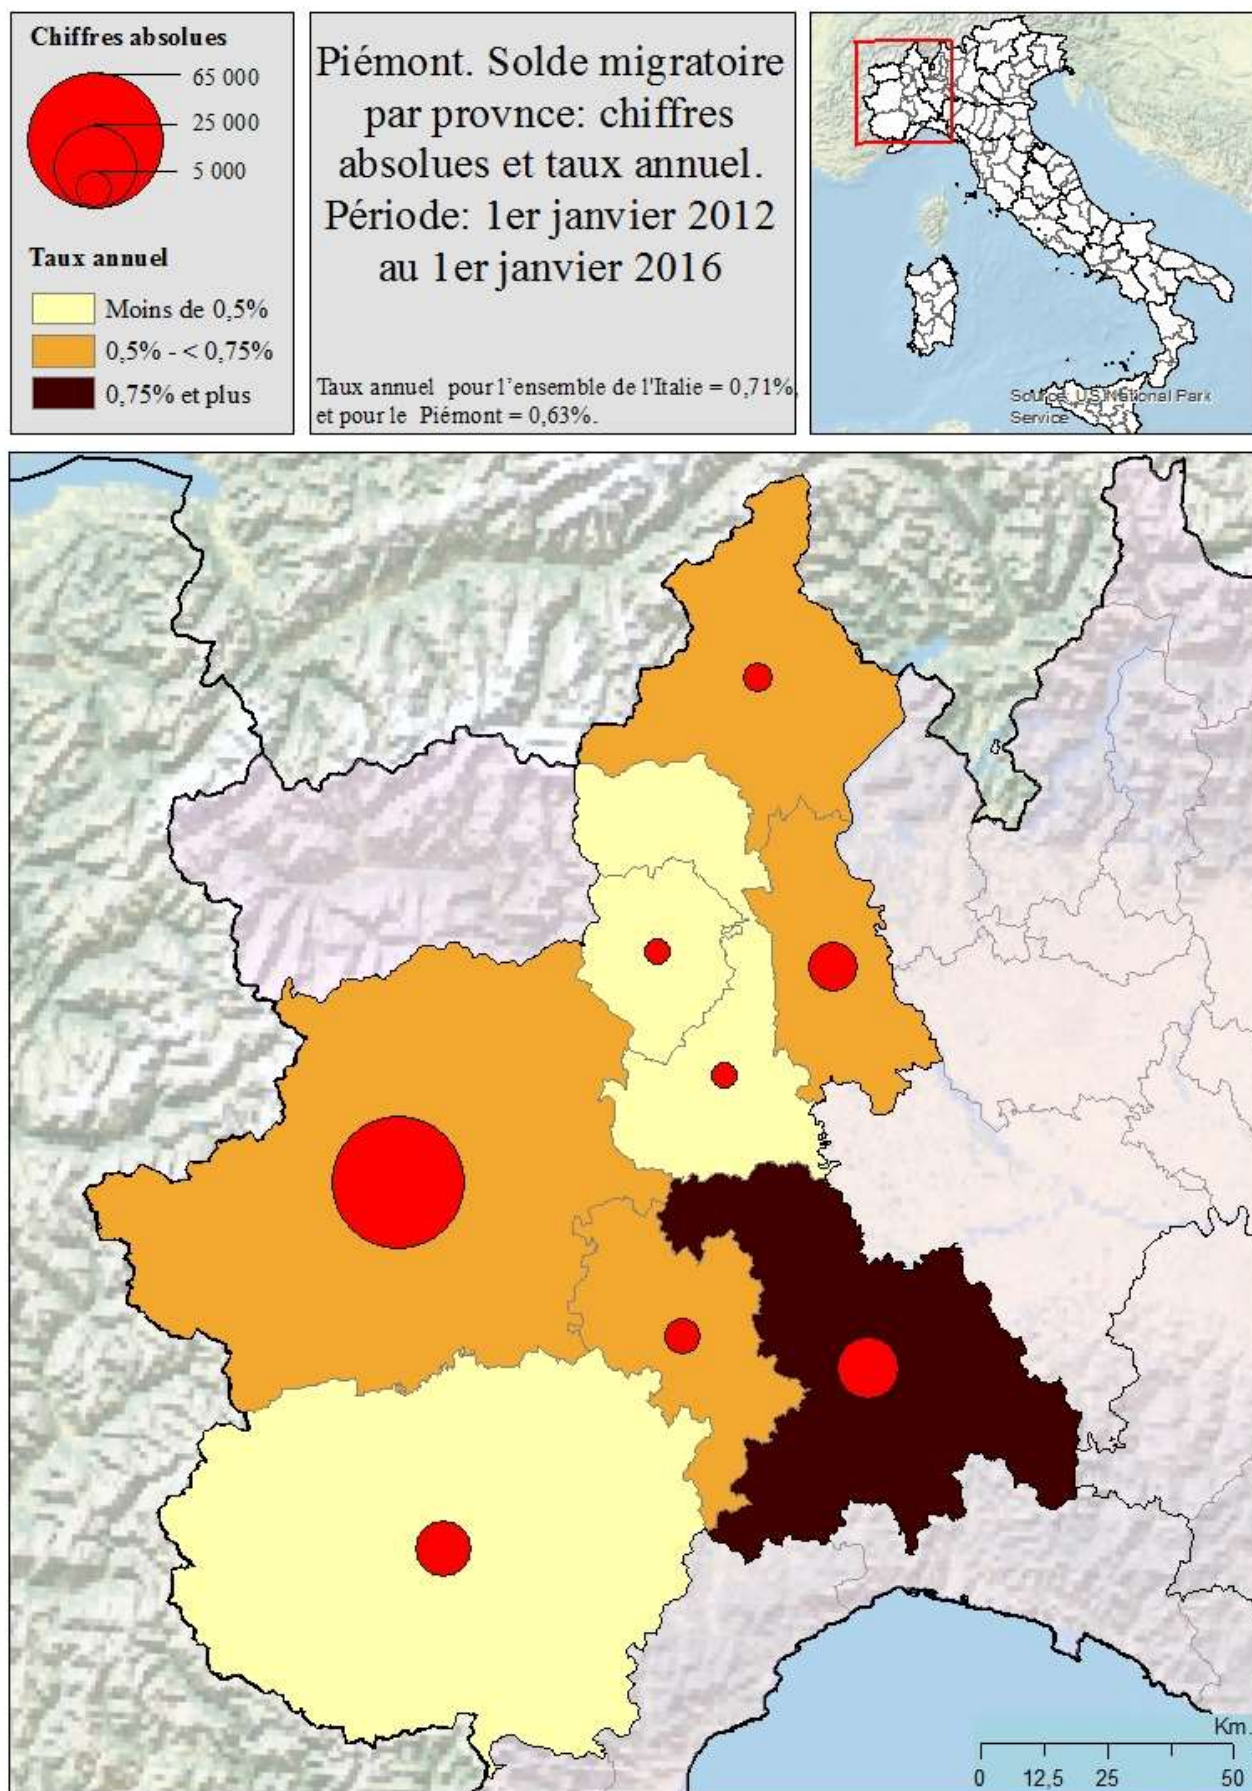 Chiffres absolues
65 000
25 000
5 000
Taux annuel
Moins de 0,5%
0,5% - < 0,75%
0,75% et plus
Piémont. Solde migratoire
par provnce: chiffres
absolues et taux annuel.
Période: 1er janvier 2012
au 1er janvier 2016
Taux annuel pour l’ensemble de l'Italie = 0,71%,
et pour le Piémont = 0,63%.
Source: US National Park
Service
Km.
0 12,5 25 50